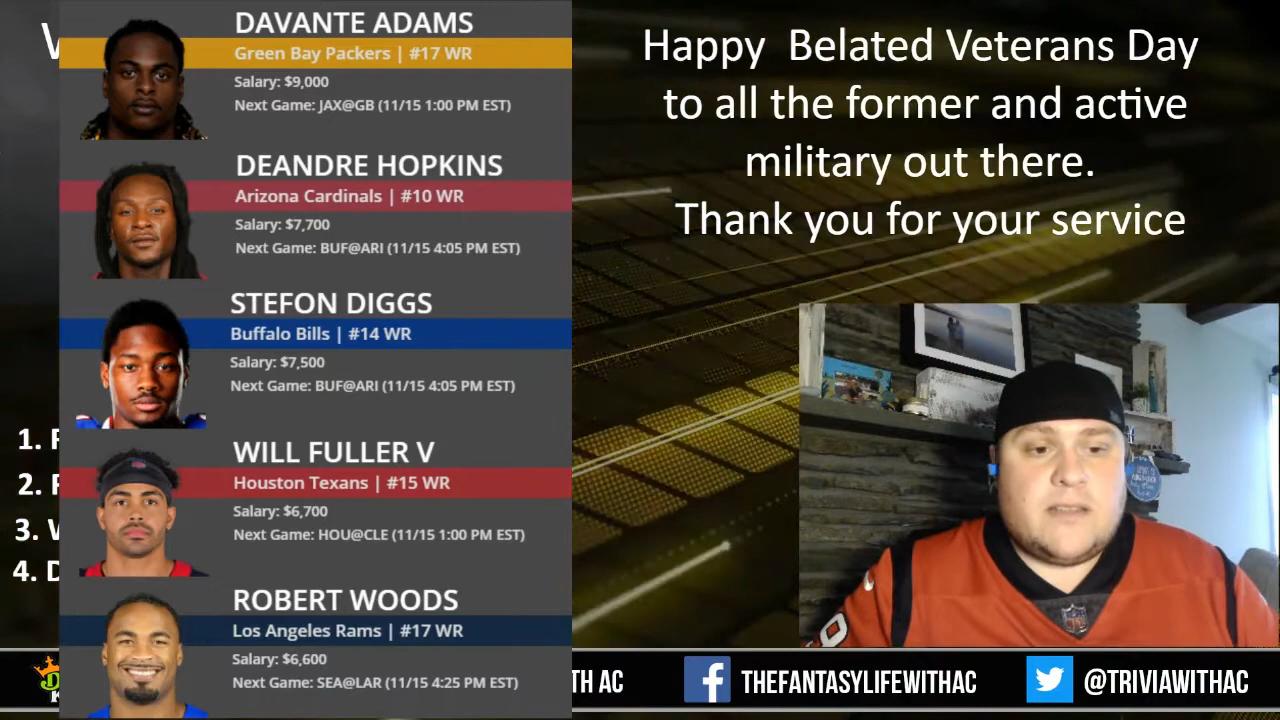 DAVANTE ADAMS
Green Bay Packers | #17 WR
Salary: $9,000
Next Game: JAX@GB (11/15 1:00 PM EST)
DEANDRE HOPKINS
Arizona Cardinals | #10 WR
Salary: $7,700
Next Game: BUF@ARI (11/15 4:05 PM EST)
STEFON DIGGS
Buffalo Bills | #14 WR
Salary: $7,500
Next Game: BUF@ARI (11/15 4:05 PM EST)
WILL FULLER V
Houston Texans | #15 WR
Salary: $6,700
Next Game: HOU@CLE (11/15 1:00 PM EST)
ROBERT WOODS
Los Angeles Rams | #17 WR
Salary: $6,600
Next Game: SEA@LAR (11/15 4:25 PM EST)
1.
2.
3.
4.
Happy Belated Veterans Day
to all the former and active
military out there.
Thank you for your service
NFL
TH AC
THEFANTASYLIFEWITHAC
@TRIVIAWITHAC